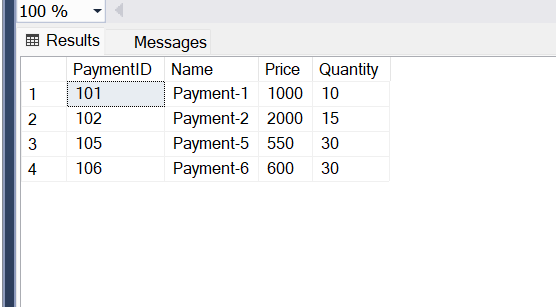 100 %
Results Messages
PaymentID Name Price Quantity
1 101 Payment-1 1000 10
2 102 Payment-2 2000 15
3 105 Payment-5 550 30
4 106 Payment-6 600 30